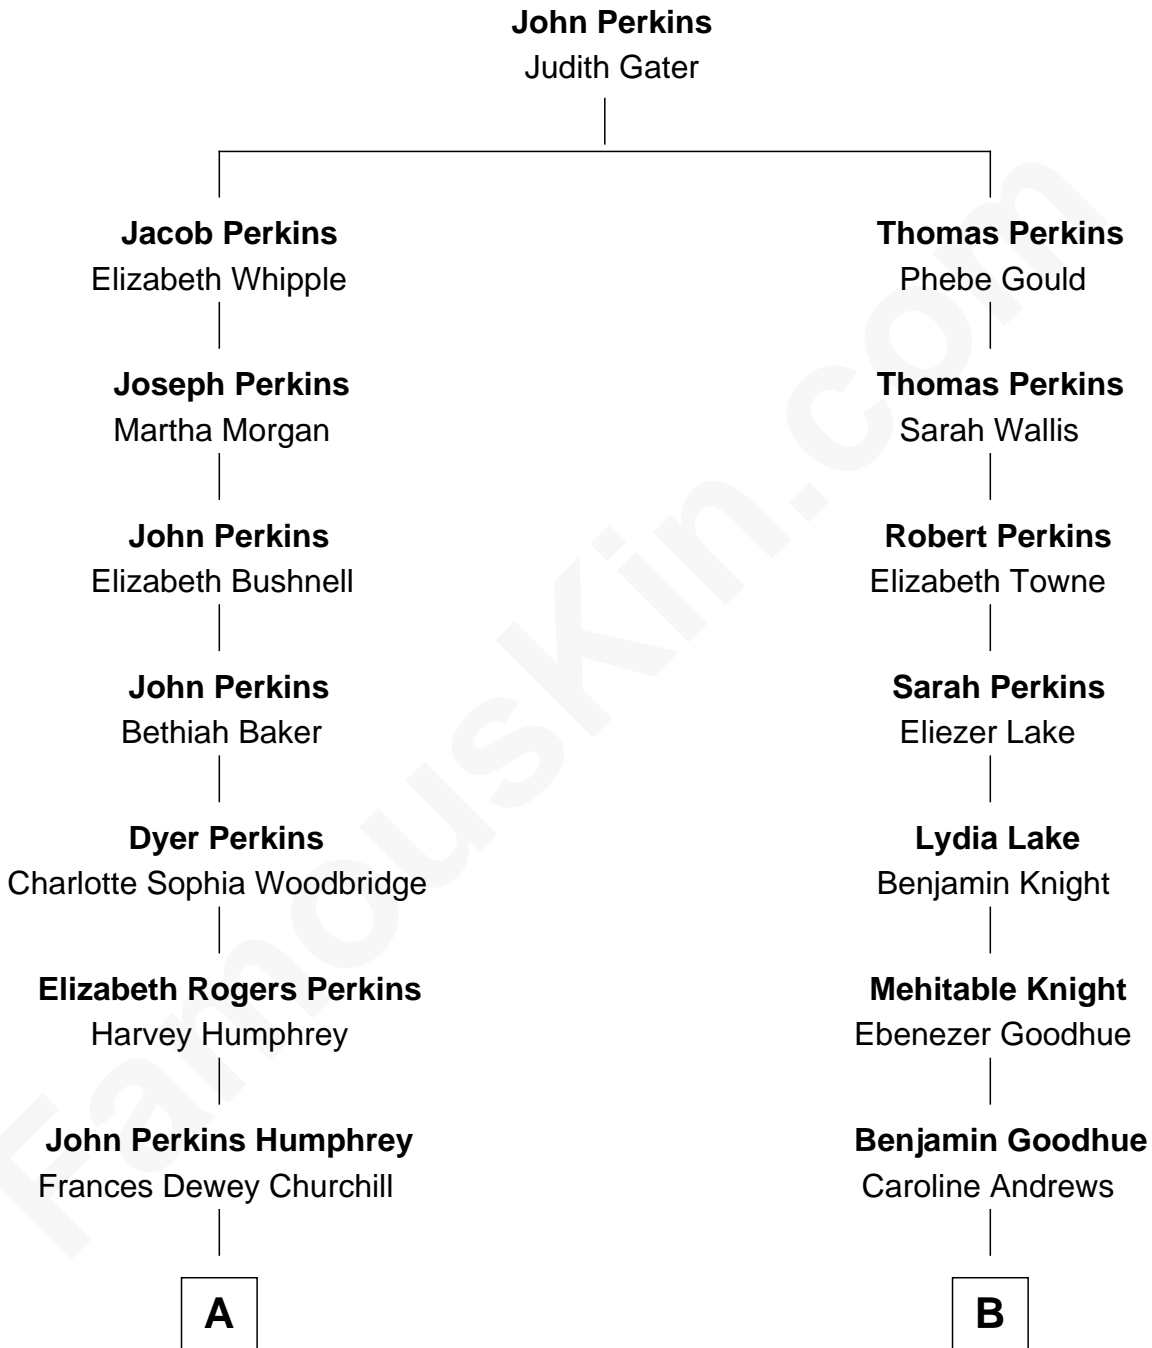 John Perkins
Judith Gater
Jacob Perkins
Elizabeth Whipple
Thomas Perkins
Phebe Gould
Joseph Perkins
Martha Morgan
Thomas Perkins
Sarah Wallis
John Perkins
Elizabeth Bushnell
Robert Perkins
Elizabeth Towne
John Perkins
Bethiah Baker
Sarah Perkins
Eliezer Lake
Dyer Perkins
Charlotte Sophia Woodbridge
Lydia Lake
Benjamin Knight
Elizabeth Rogers Perkins
Harvey Humphrey
Mehitable Knight
Ebenezer Goodhue
John Perkins Humphrey
Frances Dewey Churchill
Benjamin Goodhue
Caroline Andrews
A
B
FamousKin.com